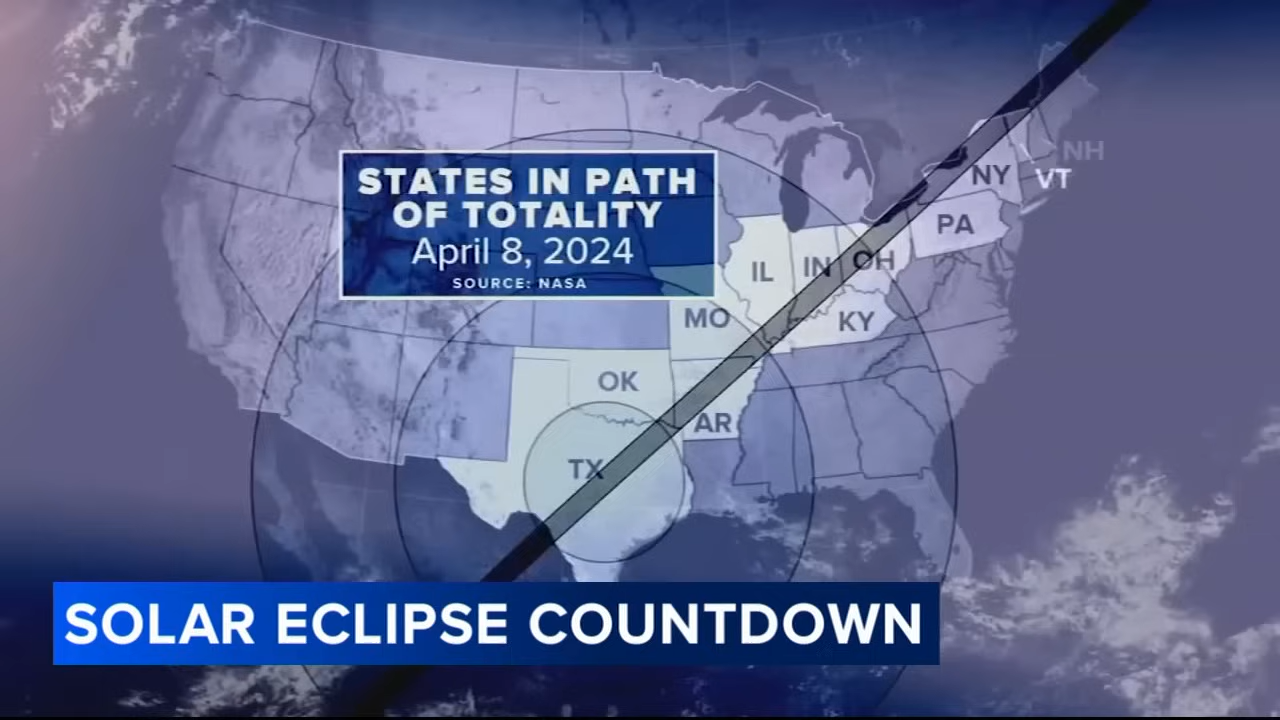 STATES IN PATH
OF TOTALITY
April 8, 2024
SOURCE: NASA
NH
NY
VT
PA
IL
IN
OH
MO
KY
OK
AR
TX
SOLAR ECLIPSE COUNTDOWN